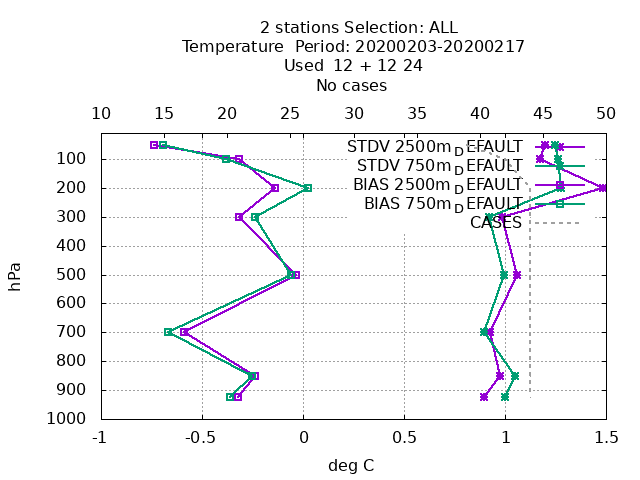 2 stations Selection: ALL
Temperature Period: 20200203-20200217
Used 12 + 12 24
No cases
10 15 20 25 30 35 40 45 50
STDV 2500m_DEFAULT
STDV 750m_DEFAULT
BIAS 2500m_DEFAULT
BIAS 750m_DEFAULT
CASES
100
200
300
400
500
600
700
800
900
1000
hPa
-1 -0.5 0 0.5 1 1.5
deg C